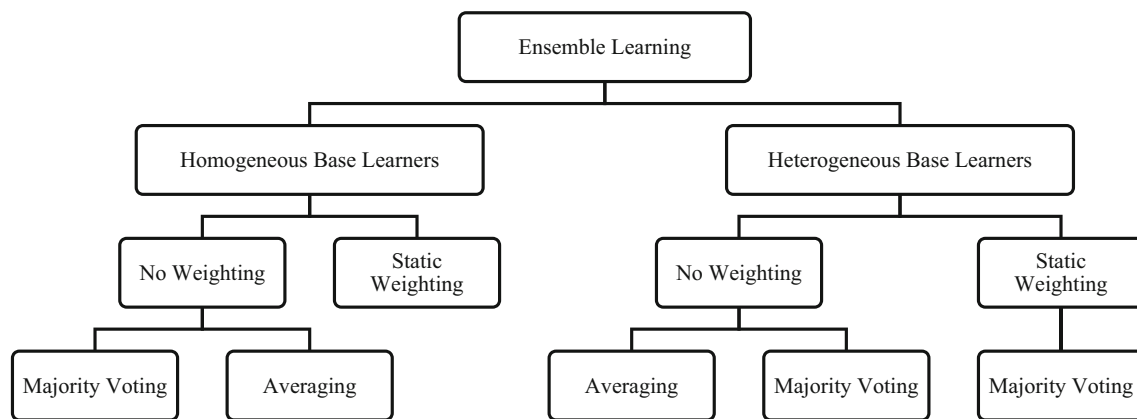 Ensemble Learning
Homogeneous Base Learners
Heterogeneous Base Learners
No Weighting
Static
Weighting
No Weighting
Static
Weighting
Majority Voting
Averaging
Averaging
Majority Voting
Majority Voting